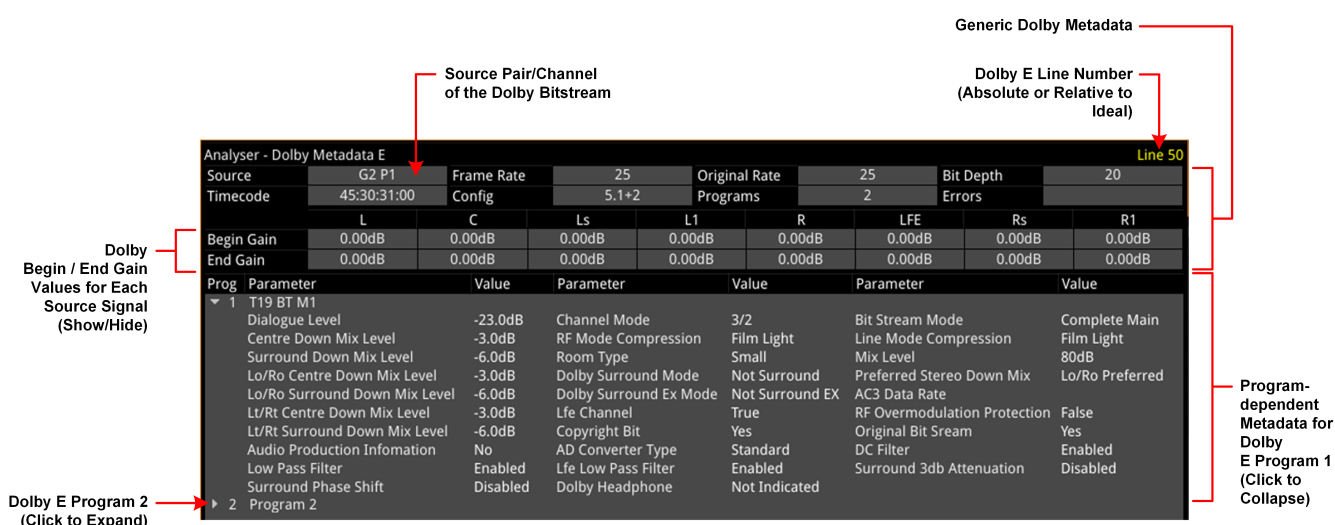 Generic Dolby Metadata
Source Pair/Channel
of the Dolby Bitstream
Dolby E Line Number
(Absolute or Relative to
Ideal)
Analyser - Dolby Metadata E Line 50
Source G2 P1 Frame Rate 25 Original Rate 25 Bit Depth 20
Timecode 45:30:31:00 Config 5.1+2 Programs 2 Errors
L C Ls L1 R LFE Rs R1
Begin Gain 0.00dB 0.00dB 0.00dB 0.00dB 0.00dB 0.00dB 0.00dB 0.00dB
End Gain 0.00dB 0.00dB 0.00dB 0.00dB 0.00dB 0.00dB 0.00dB 0.00dB
Dolby
Begin / End Gain
Values for Each
Source Signal
(Show/Hide)
Prog Parameter Value Parameter Value Parameter Value
1 T19 BT M1
Dialogue Level -23.0dB Channel Mode 3/2 Bit Stream Mode Complete Main
Centre Down Mix Level -3.0dB RF Mode Compression Film Light Line Mode Compression Film Light
Surround Down Mix Level -6.0dB Room Type Small Mix Level 80dB
Lo/Ro Centre Down Mix Level -3.0dB Dolby Surround Mode Not Surround Preferred Stereo Down Mix Lo/Ro Preferred
Lo/Ro Surround Down Mix Level -6.0dB Dolby Surround Ex Mode Not Surround EX AC3 Data Rate
Lt/Rt Centre Down Mix Level -3.0dB Lfe Channel True RF Overmodulation Protection False
Lt/Rt Surround Down Mix Level -6.0dB Copyright Bit Yes Original Bit Sream Yes
Audio Production Infomation No AD Converter Type Standard DC Filter Enabled
Low Pass Filter Enabled Lfe Low Pass Filter Enabled Surround 3db Attenuation Disabled
Surround Phase Shift Disabled Dolby Headphone Not Indicated
2 Program 2
Program-
dependent
Metadata for
Dolby
E Program 1
(Click to
Collapse)
Dolby E Program 2
(Click to Expand)